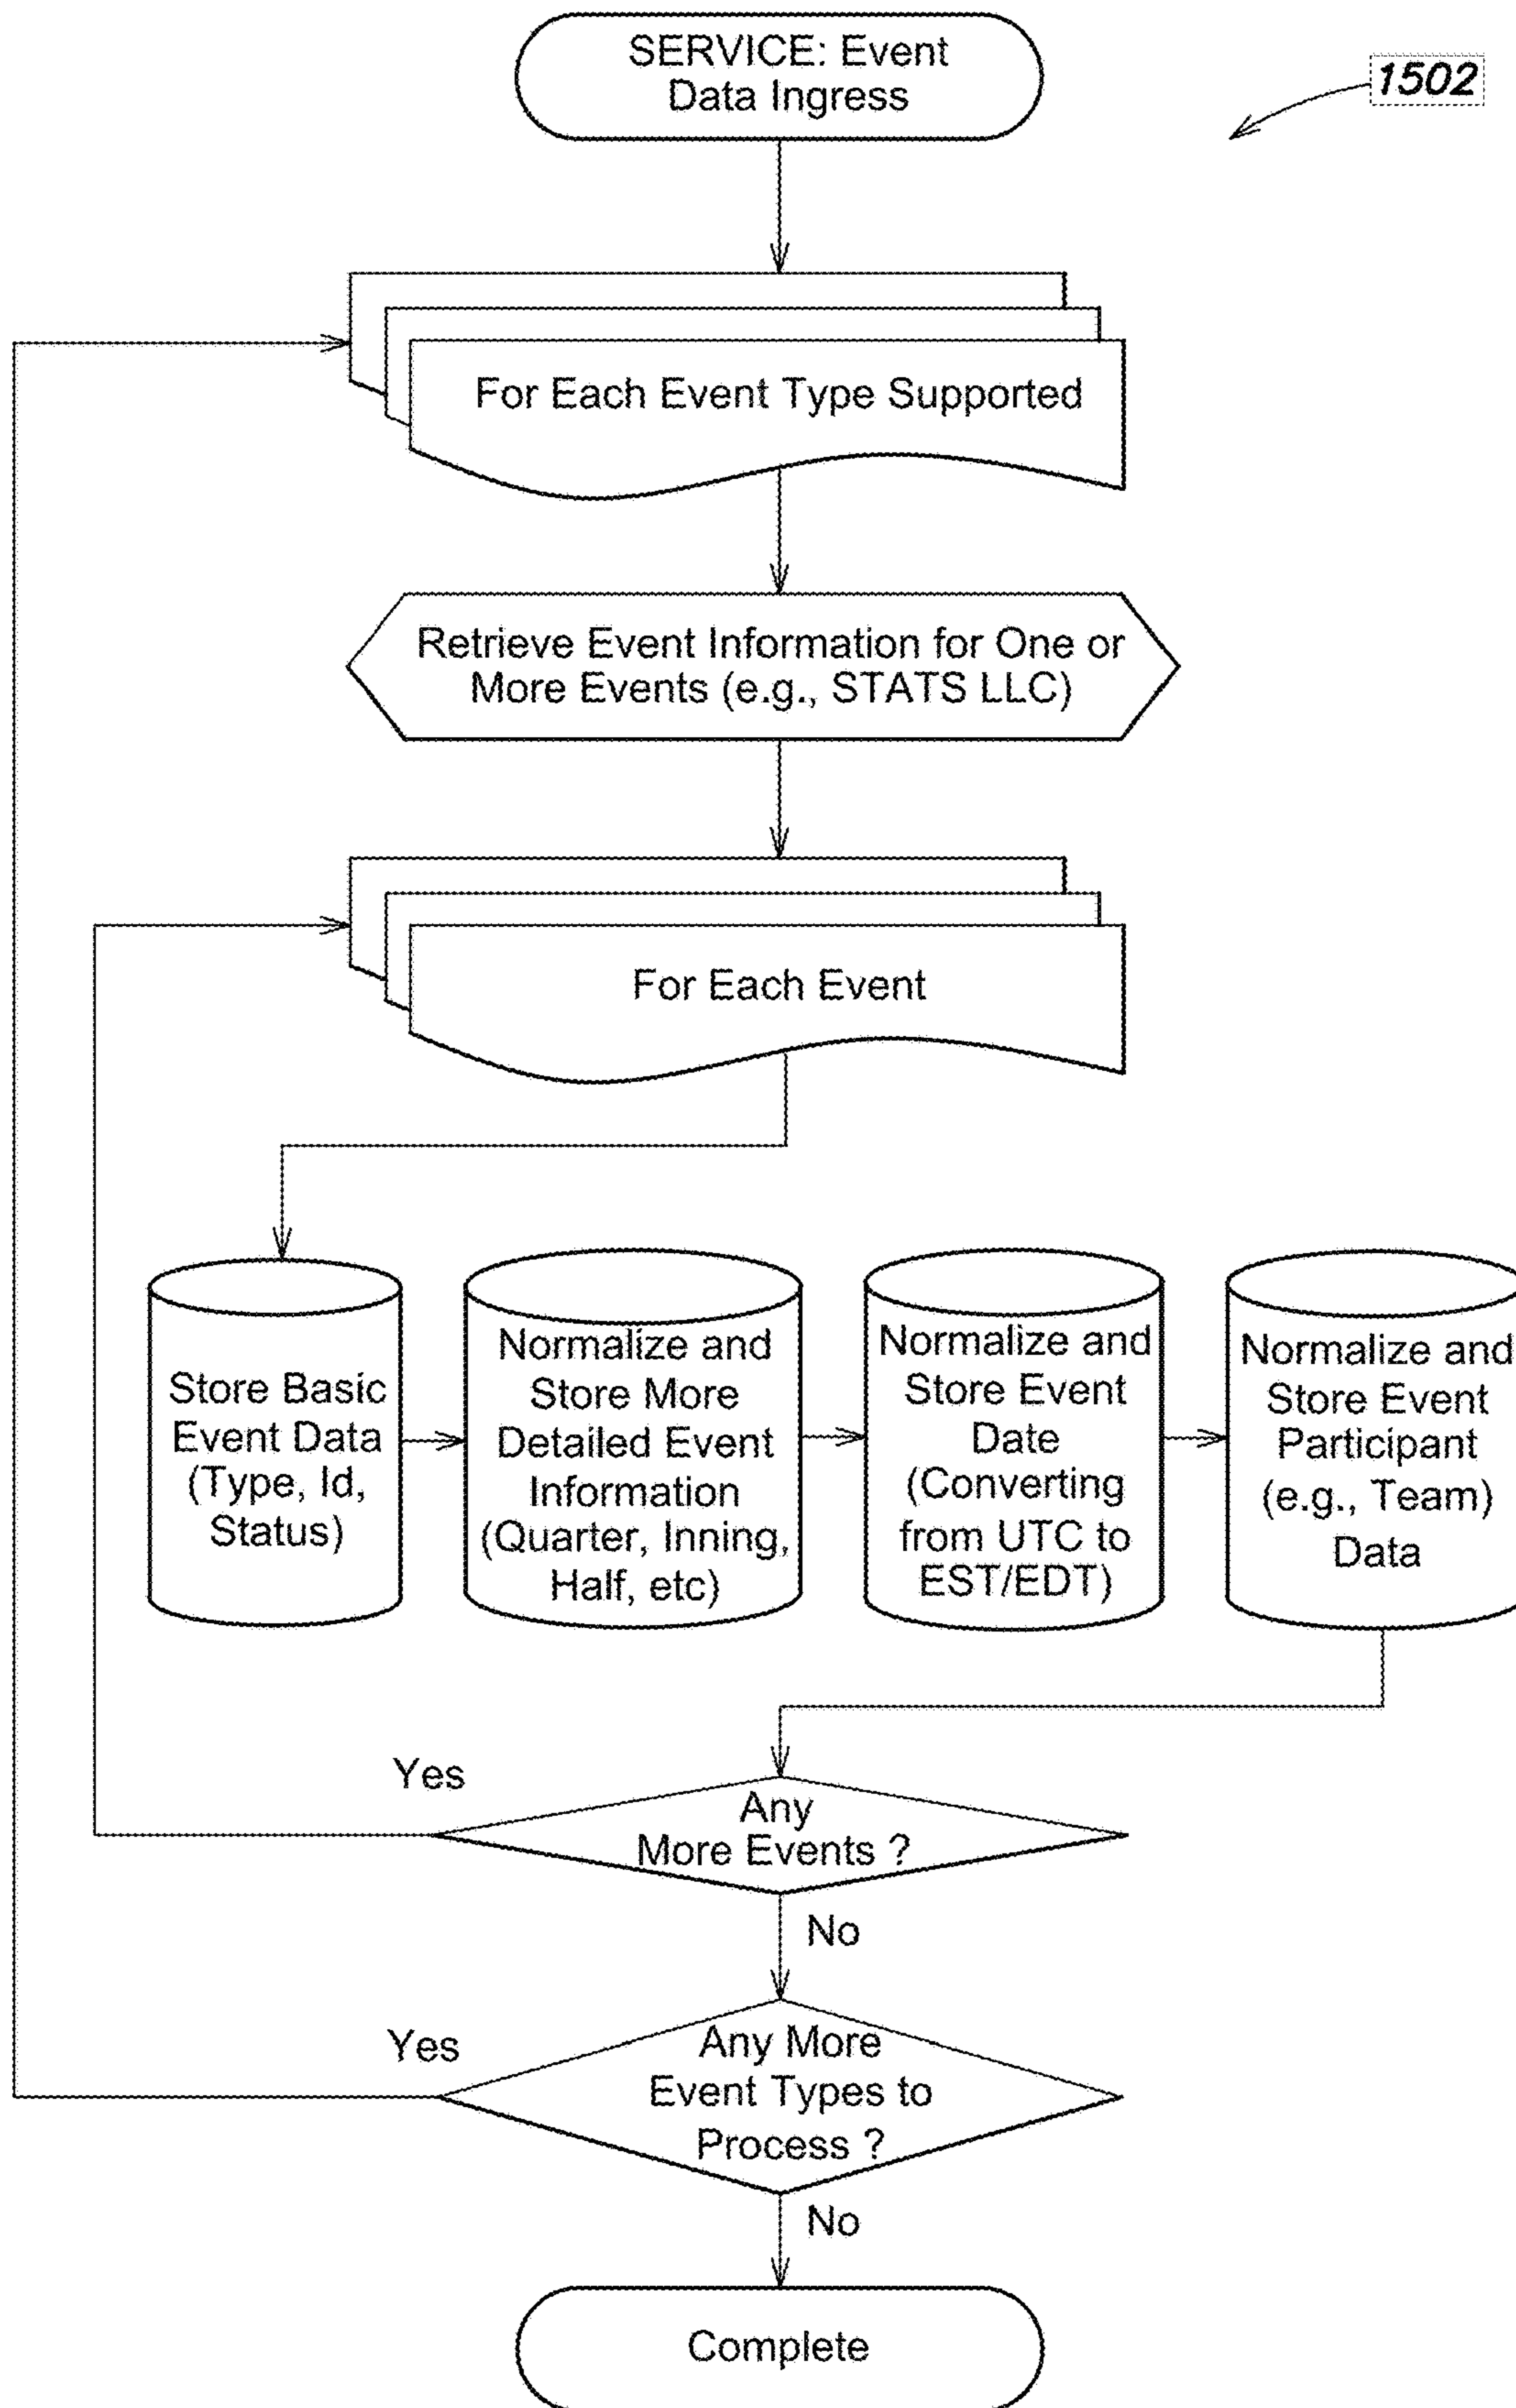 SERVICE: Event
Data Ingress
1502
For Each Event Type Supported
Retrieve Event Information for One or
More Events (e.g., STATS LLC)
For Each Event
Store Basic
Event Data
(Type, Id,
Status)
Normalize and
Store More
Detailed Event
Information
(Quarter, Inning,
Half, etc)
Normalize and
Store Event
Date
(Converting
from UTC to
EST/EDT)
Normalize and
Store Event
Participant
(e.g., Team)
Data
Yes
Any
More Events ?
No
Yes
Any More
Event Types to
Process ?
No
Complete